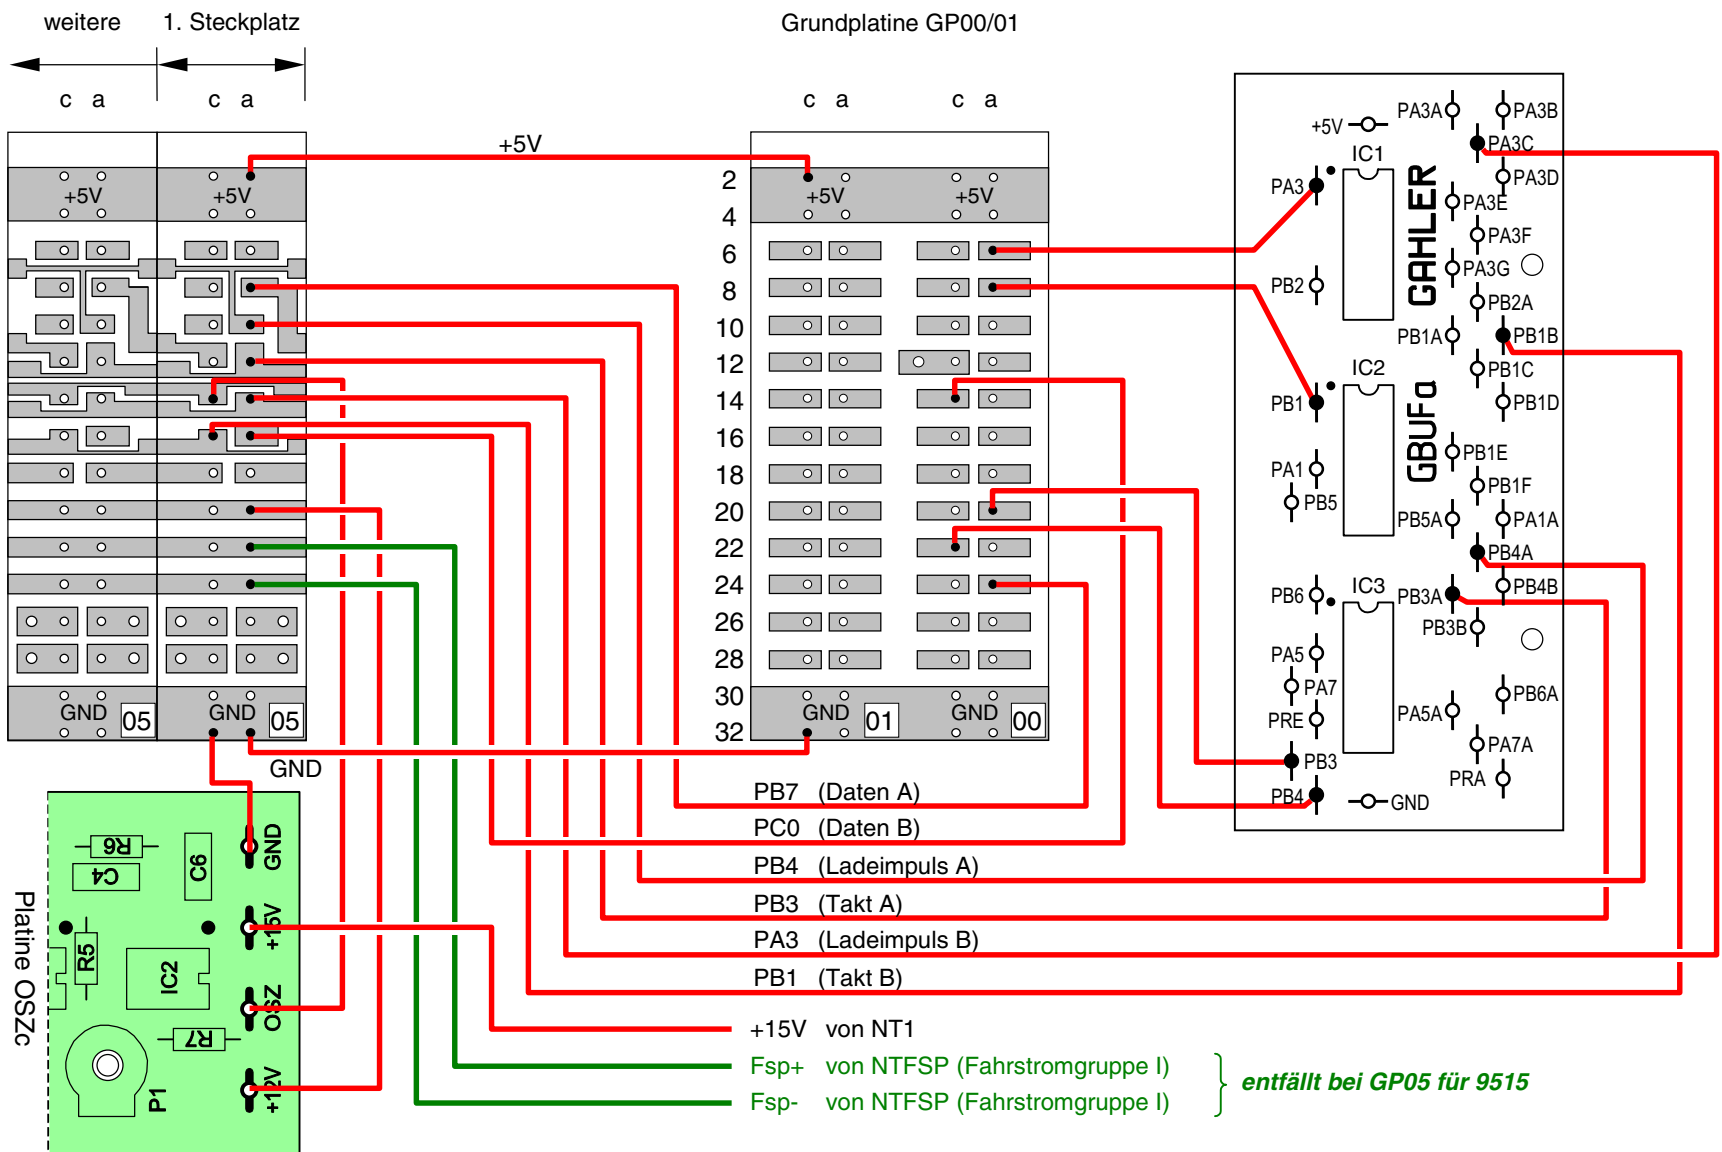 weitere
1. Steckplatz
Grundplatine GP00/01
c a
c a
c a
c a
+5V
+5V
+5V
+5V
+5V
2
4
6
8
10
12
14
16
18
20
22
24
26
28
30
32
GND
05
GND
05
GND
01
GND
00
GND
+5V
IC1
PA3
PB2
IC2
PB1
PA1
PB5
PB6
IC3
PA5
PA7
PRE
PB3
PB4
GND
GAHLER
GBUFa
PA3A
PA3B
PA3C
PA3D
PA3E
PA3F
PA3G
PB2A
PB1A
PB1B
PB1C
PB1D
PB1E
PB1F
PB5A
PA1A
PB4A
PB4B
PB3A
PB3B
PB6A
PA5A
PA7A
PRA
PB7 (Daten A)
PC0 (Daten B)
PB4 (Ladeimpuls A)
PB3 (Takt A)
PA3 (Ladeimpuls B)
PB1 (Takt B)
+15V von NT1
Fsp+ von NTFSP (Fahrstromgruppe I)
Fsp- von NTFSP (Fahrstromgruppe I)
entfällt bei GP05 für 9515
Platine OSZc
R6
C4
C6
GND
+15V
R5
IC2
OSZ
R7
P1
+12V